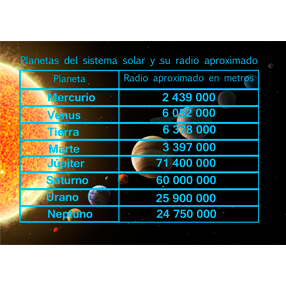 Planetas del sistema solar y su radio aproximado
Planeta Radio aproximado en metros
Mercurio 2 439 000
Venus 6 052 000
Tierra 6 378 000
Marte 3 397 000
Júpiter 71 400 000
Saturno 60 000 000
Urano 25 900 000
Neptuno 24 750 000